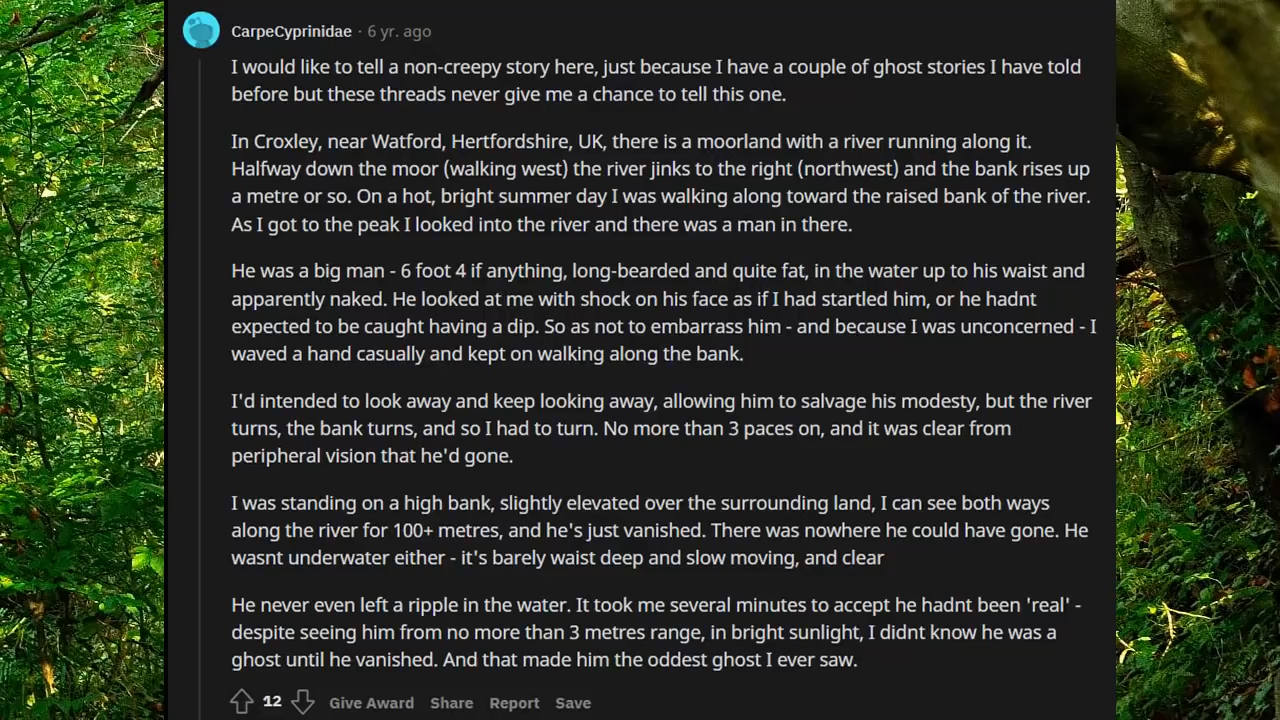 CarpeCyprinidae · 6 yr. ago
I would like to tell a non-creepy story here, just because I have a couple of ghost stories I have told
before but these threads never give me a chance to tell this one.
In Croxley, near Watford, Hertfordshire, UK, there is a moorland with a river running along it.
Halfway down the moor (walking west) the river jinks to the right (northwest) and the bank rises up
a metre or so. On a hot, bright summer day I was walking along toward the raised bank of the river.
As I got to the peak I looked into the river and there was a man in there.
He was a big man - 6 foot 4 if anything, long-bearded and quite fat, in the water up to his waist and
apparently naked. He looked at me with shock on his face as if I had startled him, or he hadnt
expected to be caught having a dip. So as not to embarrass him - and because I was unconcerned - I
waved a hand casually and kept on walking along the bank.
I'd intended to look away and keep looking away, allowing him to salvage his modesty, but the river
turns, the bank turns, and so I had to turn. No more than 3 paces on, and it was clear from
peripheral vision that he'd gone.
I was standing on a high bank, slightly elevated over the surrounding land, I can see both ways
along the river for 100+ metres, and he's just vanished. There was nowhere he could have gone. He
wasnt underwater either - it's barely waist deep and slow moving, and clear
He never even left a ripple in the water. It took me several minutes to accept he hadnt been 'real' -
despite seeing him from no more than 3 metres range, in bright sunlight, I didnt know he was a
ghost until he vanished. And that made him the oddest ghost I ever saw.
12 Give Award Share Report Save